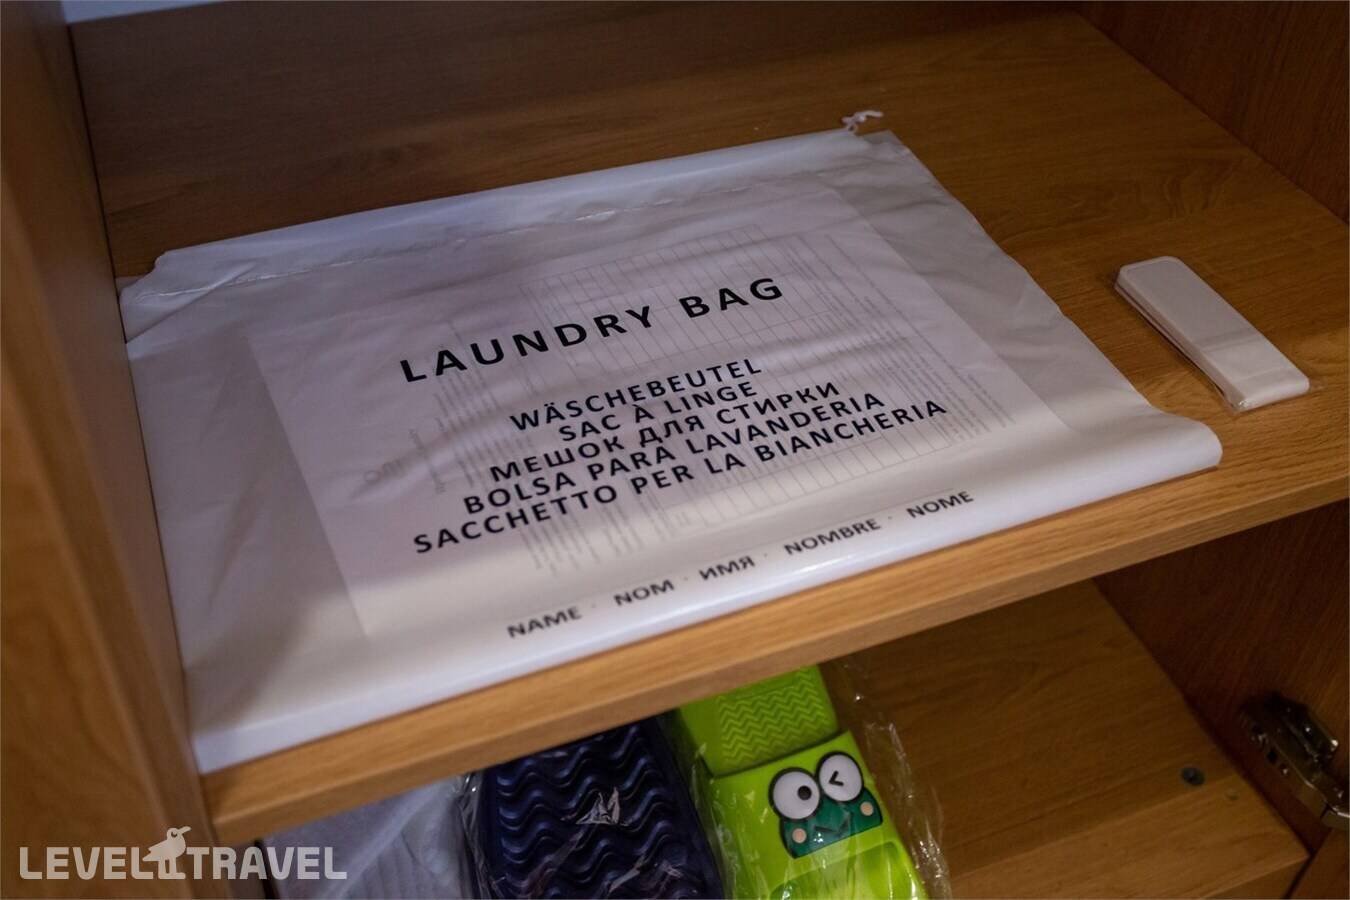 LAUNDRY BAG
WÄSCHEBEUTEL
SAC À LINGE
МЕШОК ДЛЯ СТИРКИ
BOLSA PARA LAVANDERIA
SACCHETTO PER LA BIANCHERIA
NAME · NOM · ИМЯ · NOMBRE · NOME
LEVEL TRAVEL